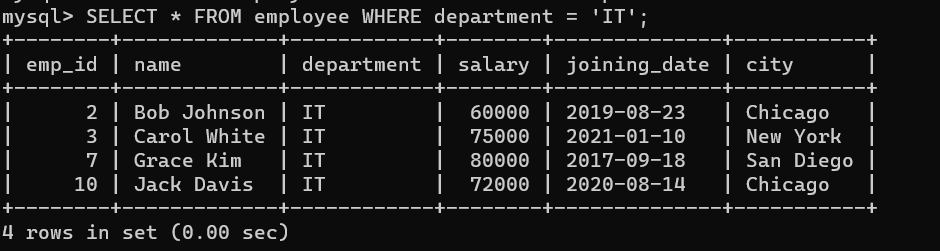 mysql> SELECT * FROM employee WHERE department = 'IT';
+--------+-------------+------------+--------+--------------+-----------+
| emp_id | name        | department | salary | joining_date | city      |
+--------+-------------+------------+--------+--------------+-----------+
|      2 | Bob Johnson | IT         |  60000 | 2019-08-23   | Chicago   |
|      3 | Carol White | IT         |  75000 | 2021-01-10   | New York  |
|      7 | Grace Kim   | IT         |  80000 | 2017-09-18   | San Diego |
|     10 | Jack Davis  | IT         |  72000 | 2020-08-14   | Chicago   |
+--------+-------------+------------+--------+--------------+-----------+
4 rows in set (0.00 sec)